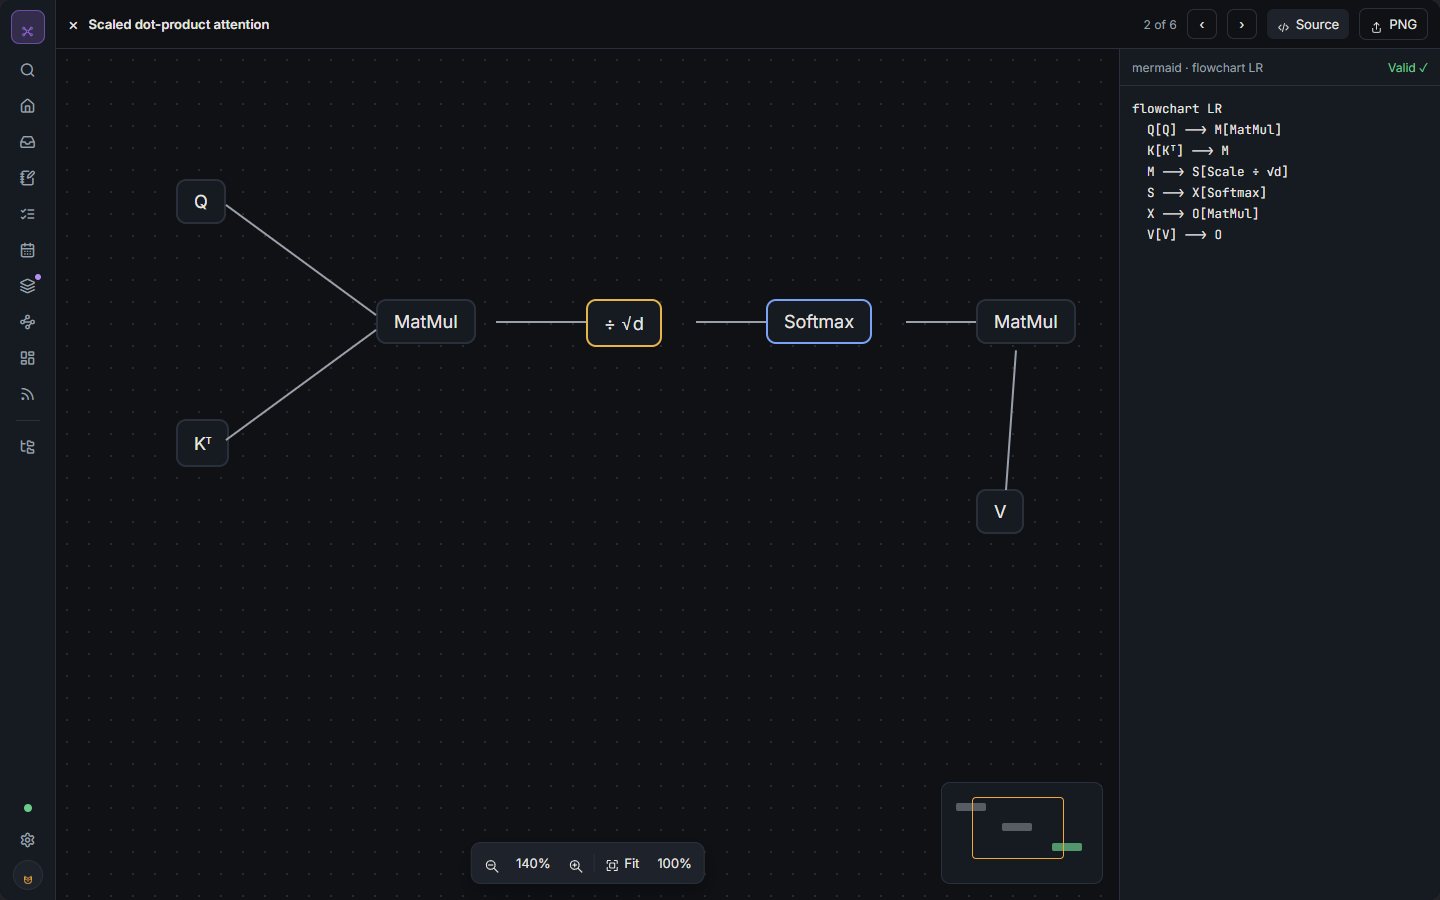 × Scaled dot-product attention
2 of 6
‹
›
Source
PNG
mermaid · flowchart LR
Valid ✓
flowchart LR
Q[Q] --> M[MatMul]
K[Kᵀ] --> M
M --> S[Scale ÷ √d]
S --> X[Softmax]
X --> O[MatMul]
V[V] --> O
Q
MatMul
÷ √d
Softmax
MatMul
Kᵀ
V
140%
Fit
100%